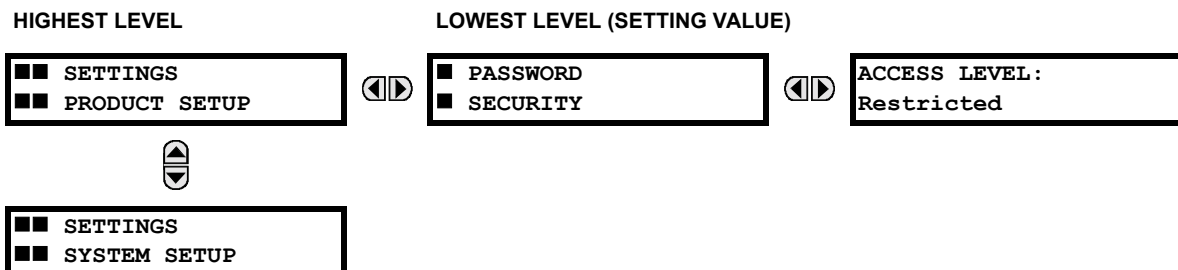 HIGHEST LEVEL
LOWEST LEVEL (SETTING VALUE)
■■ SETTINGS
■■ PRODUCT SETUP
■ PASSWORD
■ SECURITY
ACCESS LEVEL:
Restricted
■■ SETTINGS
■■ SYSTEM SETUP